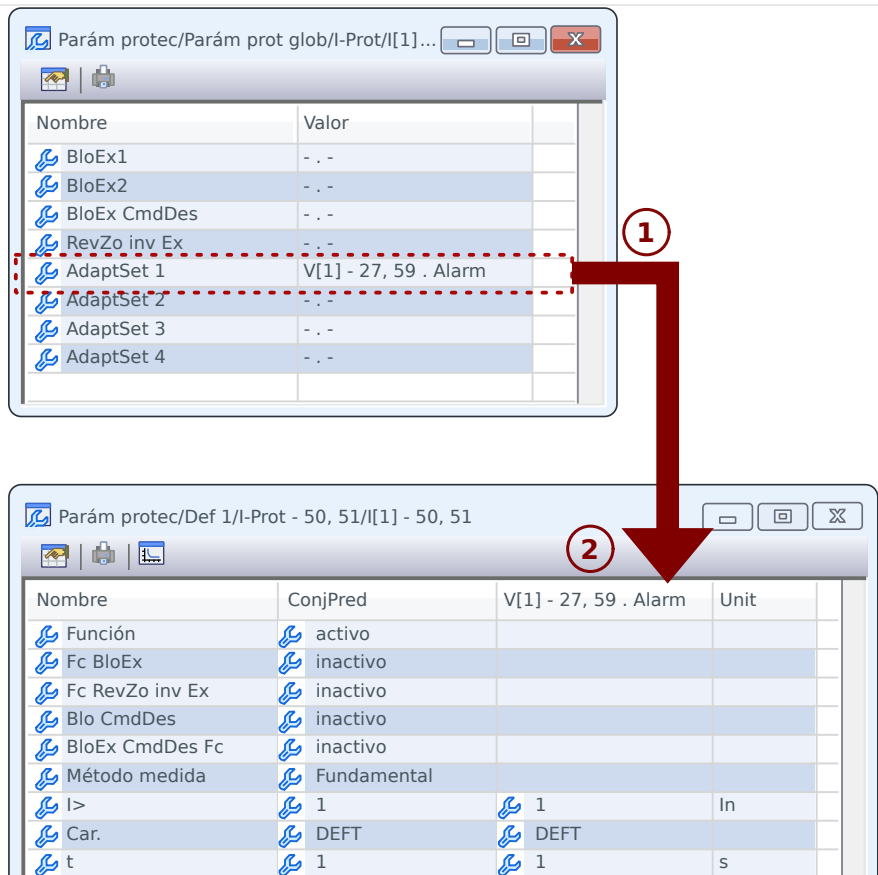 Parám protec/Parám prot glob/I-Prot/I[1]...
Nombre Valor
BloEx1 - . -
BloEx2 - . -
BloEx CmdDes - . -
RevZo inv Ex - . -
AdaptSet 1 V[1] - 27, 59 . Alarm
AdaptSet 2 - . -
AdaptSet 3 - . -
AdaptSet 4 - . -
1
Parám protec/Def 1/I-Prot - 50, 51/I[1] - 50, 51
2
Nombre ConjPred V[1] - 27, 59 . Alarm Unit
Función activo
Fc BloEx inactivo
Fc RevZo inv Ex inactivo
Blo CmdDes inactivo
BloEx CmdDes Fc inactivo
Método medida Fundamental
I> 1 1 In
Car. DEFT DEFT
t 1 1 s